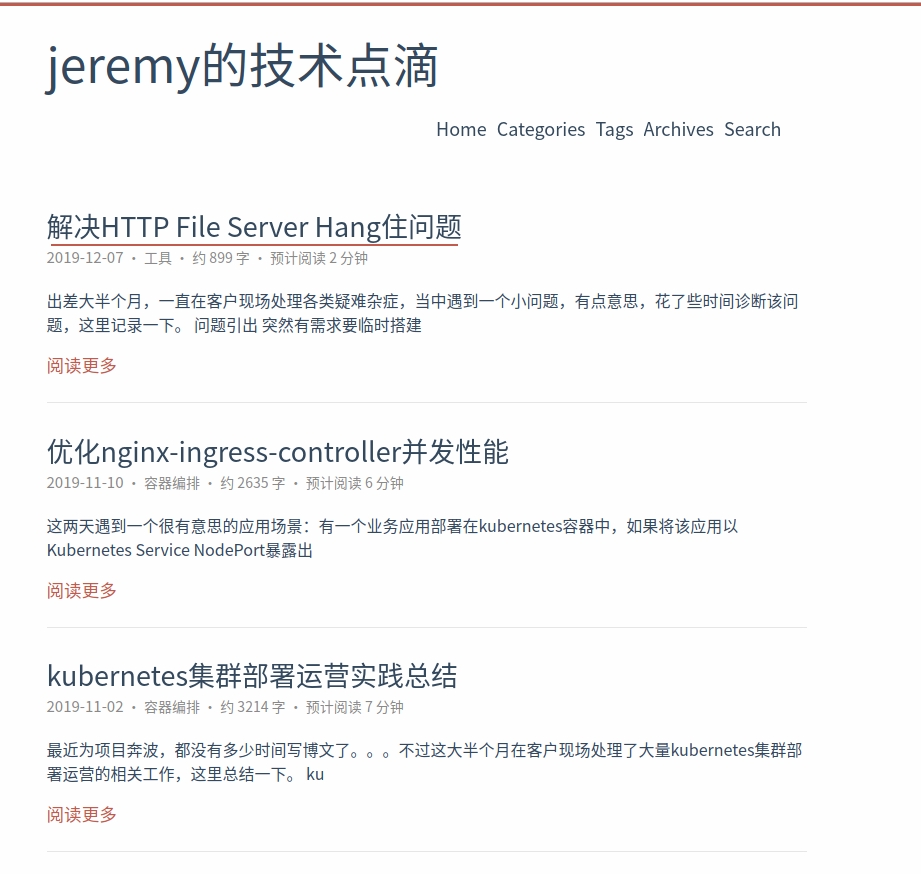 jeremy的技术点滴
Home Categories Tags Archives Search
解决HTTP File Server Hang住问题
2019-12-07 · 工具 · 约 899 字 · 预计阅读 2 分钟
出差大半个月，一直在客户现场处理各类疑难杂症，当中遇到一个小问题，有点意思，花了些时间诊断该问
题，这里记录一下。 问题引出 突然有需求要临时搭建
阅读更多
优化nginx-ingress-controller并发性能
2019-11-10 · 容器编排 · 约 2635 字 · 预计阅读 6 分钟
这两天遇到一个很有意思的应用场景：有一个业务应用部署在kubernetes容器中，如果将该应用以
Kubernetes Service NodePort暴露出
阅读更多
kubernetes集群部署运营实践总结
2019-11-02 · 容器编排 · 约 3214 字 · 预计阅读 7 分钟
最近为项目奔波，都没有多少时间写博文了。。。不过这大半个月在客户现场处理了大量kubernetes集群部
署运营的相关工作，这里总结一下。 ku
阅读更多